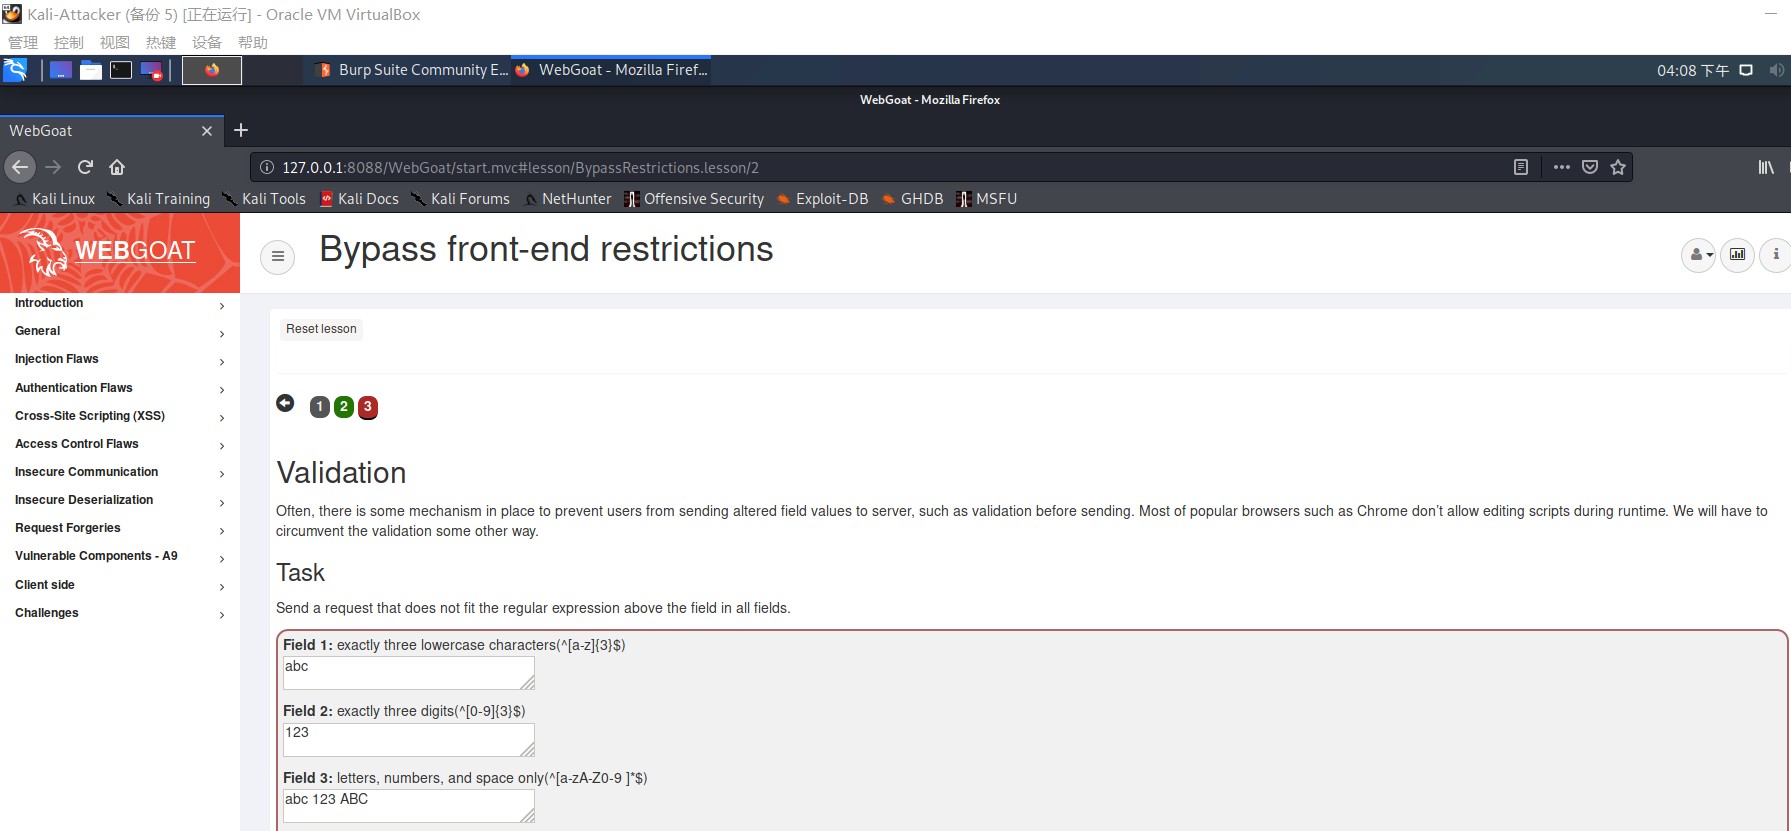 Kali-Attacker (备份 5) [正在运行] - Oracle VM VirtualBox
管理 控制 视图 热键 设备 帮助
Burp Suite Community E... WebGoat - Mozilla Firef... 04:08 下午
WebGoat - Mozilla Firefox
WebGoat
127.0.0.1:8088/WebGoat/start.mvc#lesson/BypassRestrictions.lesson/2
Kali Linux Kali Training Kali Tools Kali Docs Kali Forums NetHunter Offensive Security Exploit-DB GHDB MSFU
WEBGOAT
Bypass front-end restrictions
Introduction
General
Injection Flaws
Authentication Flaws
Cross-Site Scripting (XSS)
Access Control Flaws
Insecure Communication
Insecure Deserialization
Request Forgeries
Vulnerable Components - A9
Client side
Challenges
Reset lesson
1 2 3
Validation
Often, there is some mechanism in place to prevent users from sending altered field values to server, such as validation before sending. Most of popular browsers such as Chrome don't allow editing scripts during runtime. We will have to
circumvent the validation some other way.
Task
Send a request that does not fit the regular expression above the field in all fields.
Field 1: exactly three lowercase characters(^[a-z]{3}$)
abc
Field 2: exactly three digits(^[0-9]{3}$)
123
Field 3: letters, numbers, and space only(^[a-zA-Z0-9 ]*$)
abc 123 ABC